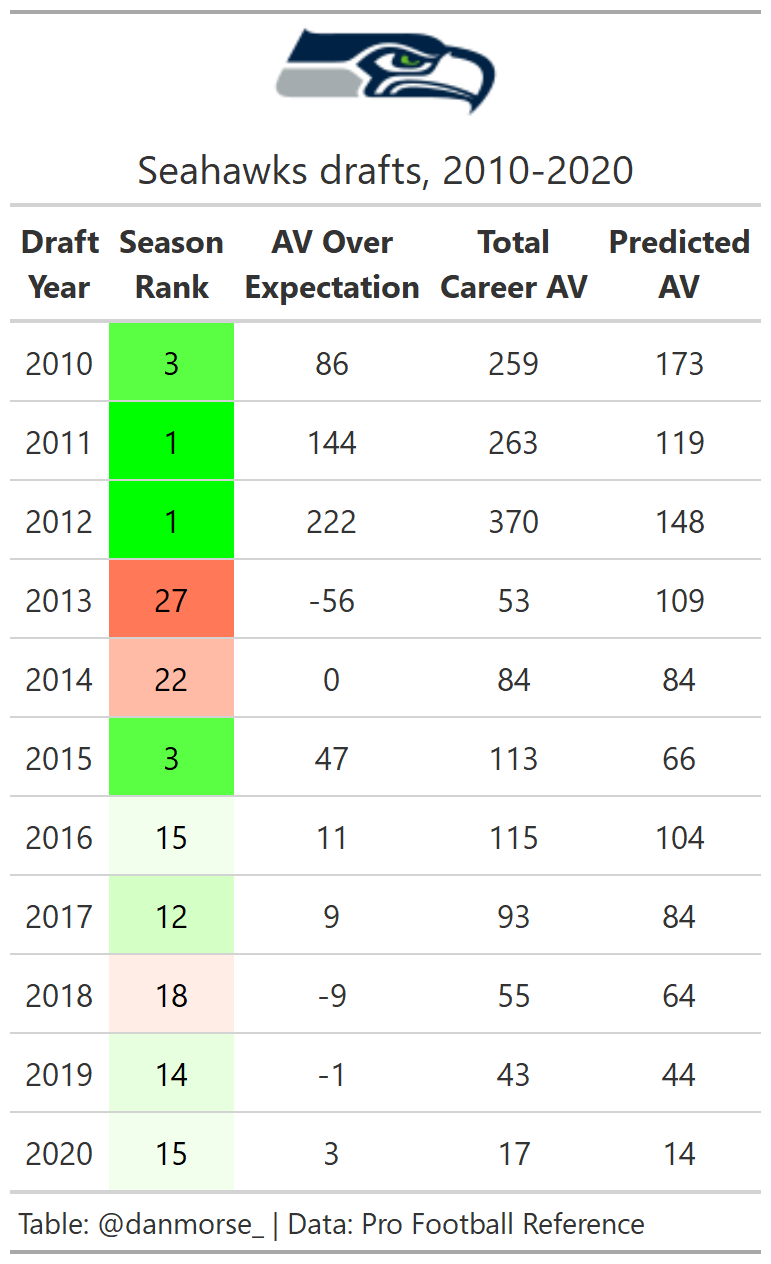 Seahawks drafts, 2010-2020
Draft Season AV Over Total Predicted
Year Rank Expectation Career AV AV
2010 3 86 259 173
2011 1 144 263 119
2012 1 222 370 148
2013 27 -56 53 109
2014 22 0 84 84
2015 3 47 113 66
2016 15 11 115 104
2017 12 9 93 84
2018 18 -9 55 64
2019 14 -1 43 44
2020 15 3 17 14
Table: @danmorse_ | Data: Pro Football Reference